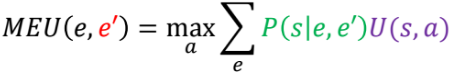 MEU(e, e′) = max_a ∑_e P(s|e, e′)U(s, a)